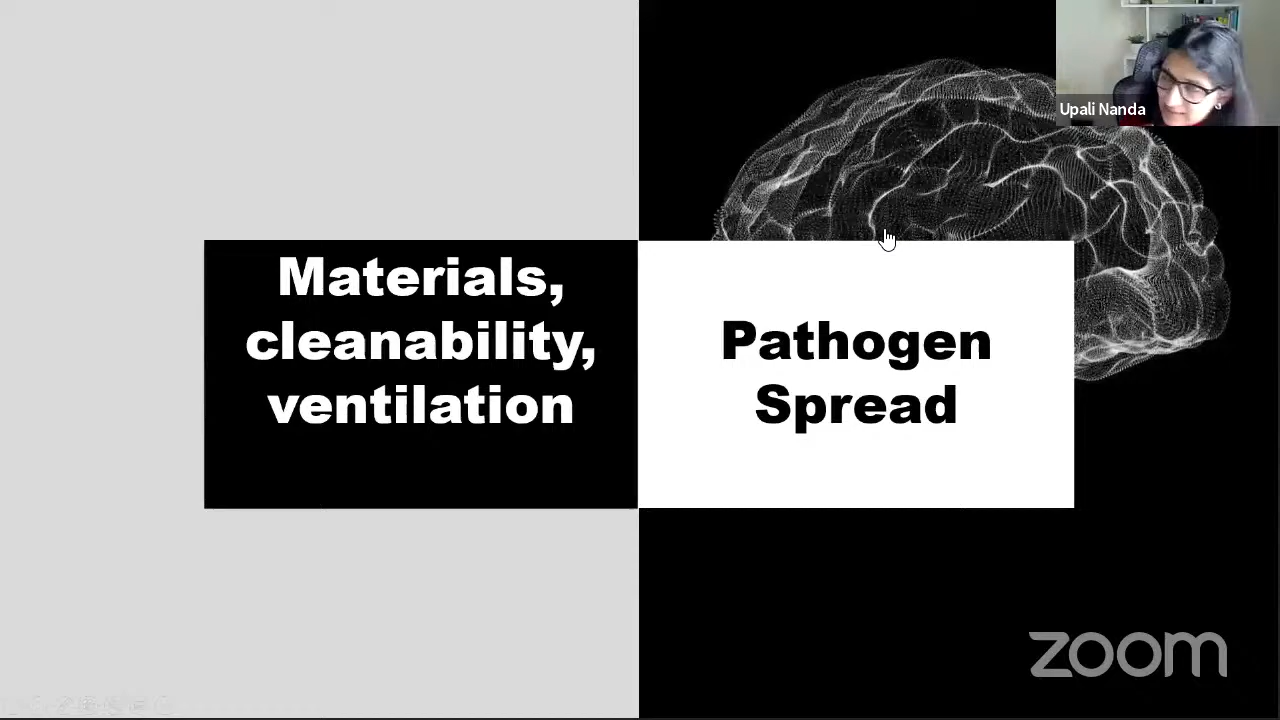 Upali Nanda
Materials,
cleanability,
ventilation
Pathogen
Spread
zoom